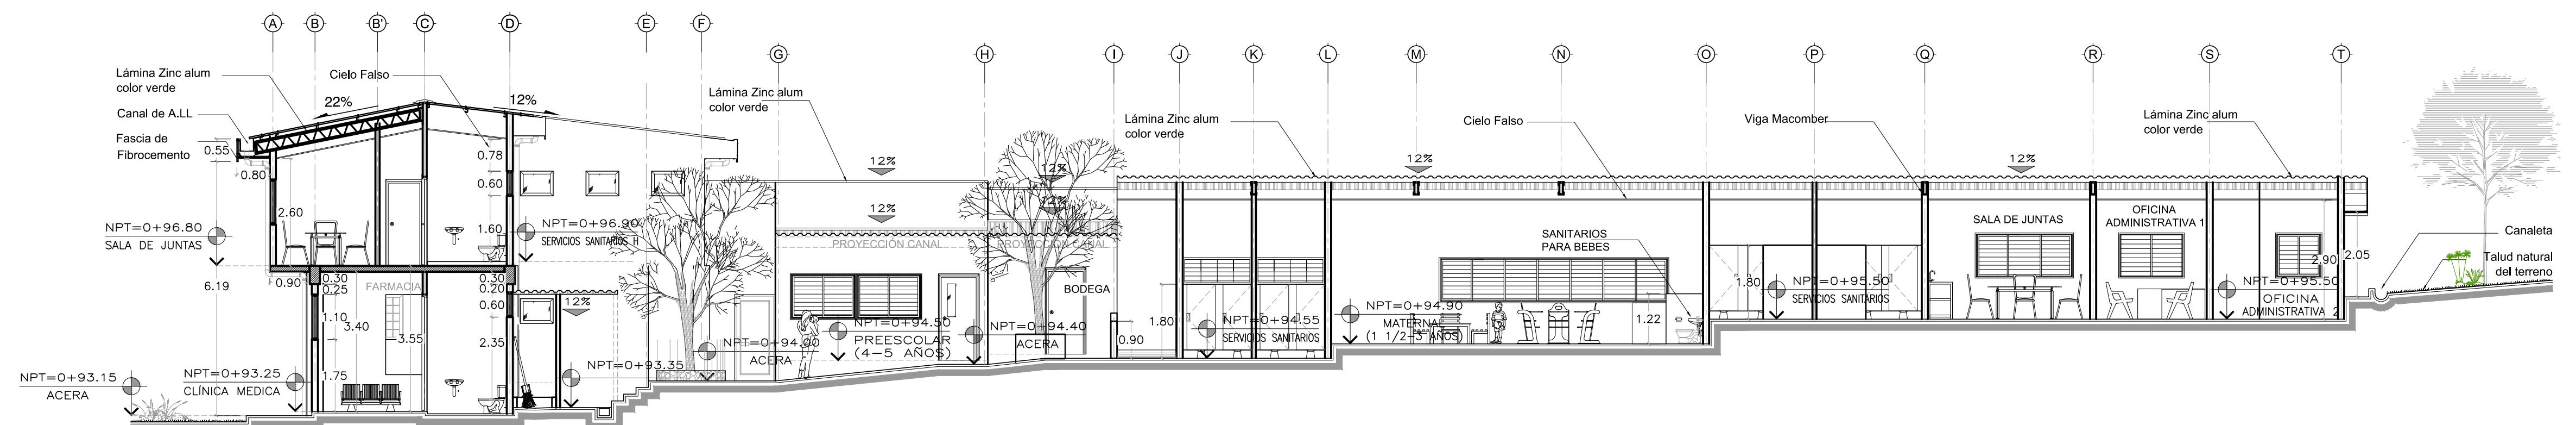 A
B
B'
C
D
E
F
G
H
I
J
K
L
M
N
O
P
Q
R
S
T
Lámina Zinc alum
color verde
Canal de A.LL
Fascia de
Fibrocemento
Cielo Falso
22%
12%
0.55
0.80
2.60
0.78
0.60
1.60
NPT=0+96.80
SALA DE JUNTAS
NPT=0+96.90
SERVICIOS SANITARIOS H
6.19
0.90
0.30
0.25
1.10
1.75
FARMACIA
3.40
3.55
0.30
0.20
0.60
2.35
12%
NPT=0+93.15
ACERA
NPT=0+93.25
CLÍNICA MEDICA
NPT=0+93.35
Lámina Zinc alum
color verde
12%
12%
12%
12%
PROYECCIÓN CANAL
PROYECCIÓN CANAL
NPT=0+94.00
ACERA
NPT=0+94.50
PREESCOLAR
(4-5 AÑOS)
NPT=0+94.40
ACERA
BODEGA
0.90
1.80
Lámina Zinc alum
color verde
12%
Cielo Falso
NPT=0+94.55
SERVICIOS SANITARIOS
NPT=0+94.90
MATERNAL
(1 1/2-3 AÑOS)
SANITARIOS
PARA BEBES
1.22
Viga Macomber
1.80
NPT=0+95.50
SERVICIOS SANITARIOS
12%
SALA DE JUNTAS
OFICINA
ADMINISTRATIVA 1
Lámina Zinc alum
color verde
NPT=0+95.50
OFICINA
ADMINISTRATIVA 2
2.90
2.05
Canaleta
Talud natural
del terreno